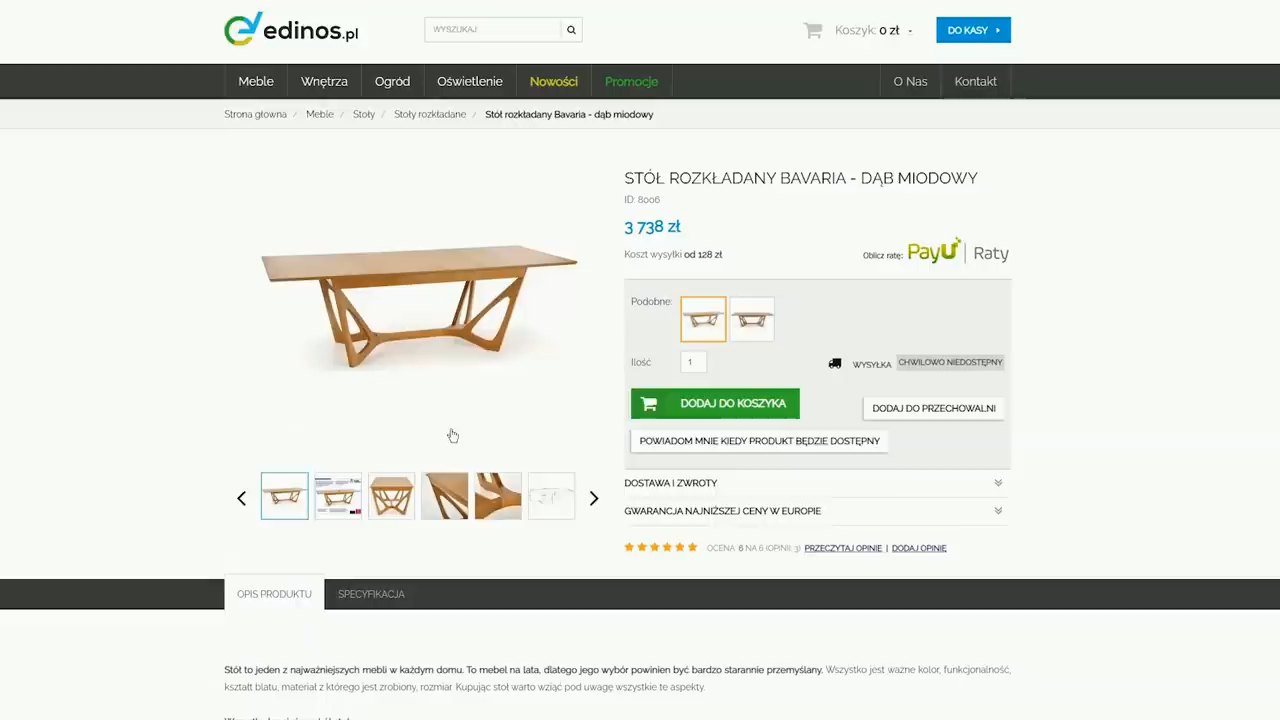 edinos.pl
WYSZUKAJ
Koszyk: 0 zł
DO KASY
Meble Wnętrza Ogród Oświetlenie Nowości Promocje O Nas Kontakt
Strona główna / Meble / Stoły / Stoły rozkładane / Stół rozkładany Bavaria - dąb miodowy
STÓŁ ROZKŁADANY BAVARIA - DĄB MIODOWY
ID: 8006
3 738 zł
Koszt wysyłki od 128 zł
Oblicz ratę: PayU | Raty
Podobne:
Ilość 1
WYSYŁKA CHWILOWO NIEDOSTĘPNY
DODAJ DO KOSZYKA
DODAJ DO PRZECHOWALNI
POWIADOM MNIE KIEDY PRODUKT BĘDZIE DOSTĘPNY
DOSTAWA I ZWROTY
GWARANCJA NAJNIŻSZEJ CENY W EUROPIE
OCENA: 6 NA 6 (OPINII: 3) PRZECZYTAJ OPINIE | DODAJ OPINIĘ
OPIS PRODUKTU SPECYFIKACJA
Stół to jeden z najważniejszych mebli w każdym domu. To mebel na lata, dlatego jego wybór powinien być bardzo starannie przemyślany. Wszystko jest ważne kolor, funkcjonalność,
kształt blatu, materiał z którego jest zrobiony, rozmiar. Kupując stół warto wziąć pod uwagę wszystkie te aspekty.